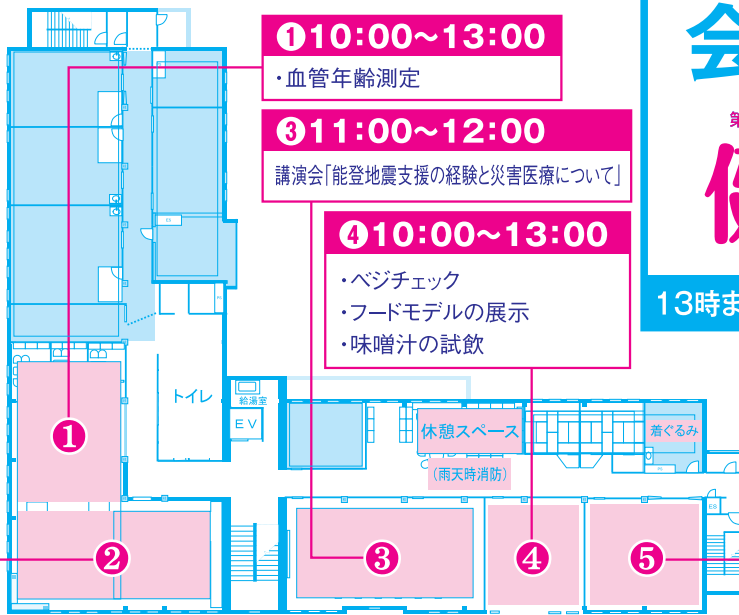 ❶10:00～13:00
・血管年齢測定
❸11:00～12:00
講演会「能登地震支援の経験と災害医療について」
❹10:00～13:00
・ベジチェック
・フードモデルの展示
・味噌汁の試飲
会
第
13時ま
トイレ
給湯室
EV
休憩スペース
(雨天時消防)
着ぐるみ
❶
❷
❸
❹
❺